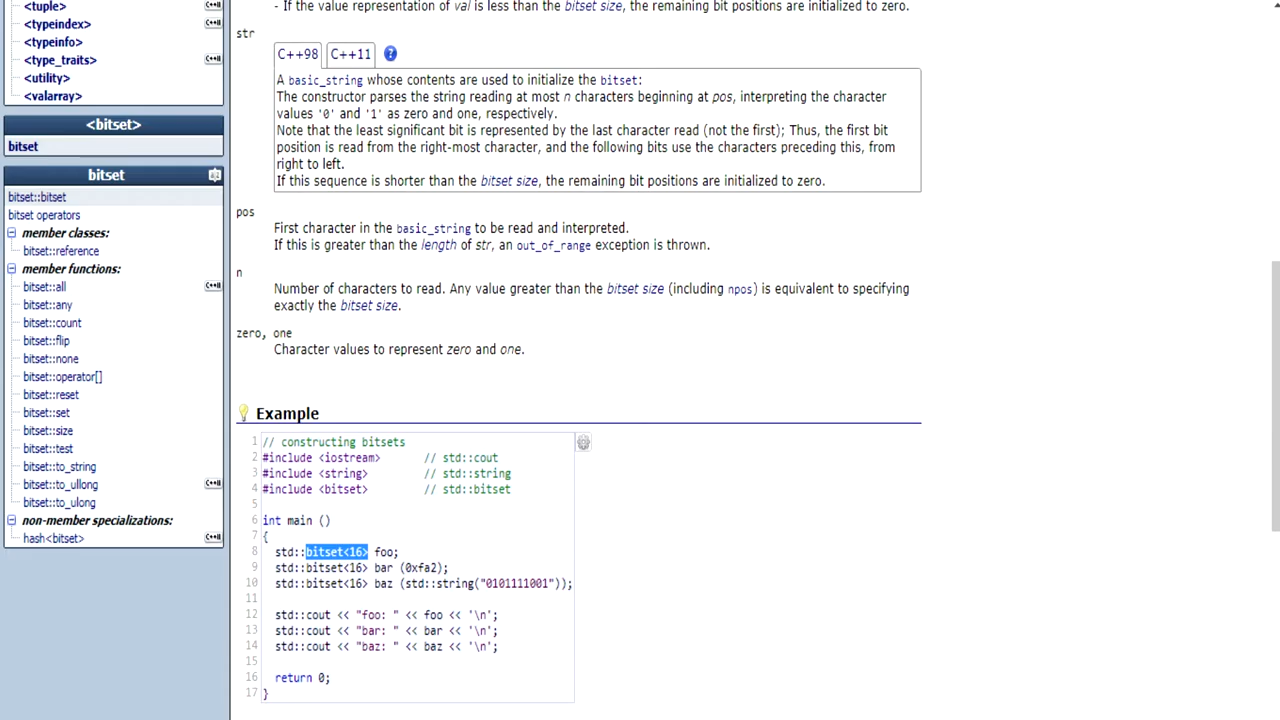 <tuple>
<typeindex>
<typeinfo>
<type_traits>
<utility>
<valarray>
<bitset>
bitset
bitset
bitset::bitset
bitset operators
member classes:
bitset::reference
member functions:
bitset::all
bitset::any
bitset::count
bitset::flip
bitset::none
bitset::operator[]
bitset::reset
bitset::set
bitset::size
bitset::test
bitset::to_string
bitset::to_ullong
bitset::to_ulong
non-member specializations:
hash<bitset>
- If the value representation of val is less than the bitset size, the remaining bit positions are initialized to zero.
str
C++98 C++11 ?
A basic_string whose contents are used to initialize the bitset:
The constructor parses the string reading at most n characters beginning at pos, interpreting the character
values '0' and '1' as zero and one, respectively.
Note that the least significant bit is represented by the last character read (not the first); Thus, the first bit
position is read from the right-most character, and the following bits use the characters preceding this, from
right to left.
If this sequence is shorter than the bitset size, the remaining bit positions are initialized to zero.
pos
First character in the basic_string to be read and interpreted.
If this is greater than the length of str, an out_of_range exception is thrown.
n
Number of characters to read. Any value greater than the bitset size (including npos) is equivalent to specifying
exactly the bitset size.
zero, one
Character values to represent zero and one.
Example
1 // constructing bitsets
2 #include <iostream> // std::cout
3 #include <string> // std::string
4 #include <bitset> // std::bitset
5
6 int main ()
7 {
8 std::bitset<16> foo;
9 std::bitset<16> bar (0xfa2);
10 std::bitset<16> baz (std::string("0101111001"));
11
12 std::cout << "foo: " << foo << '\n';
13 std::cout << "bar: " << bar << '\n';
14 std::cout << "baz: " << baz << '\n';
15
16 return 0;
17 }